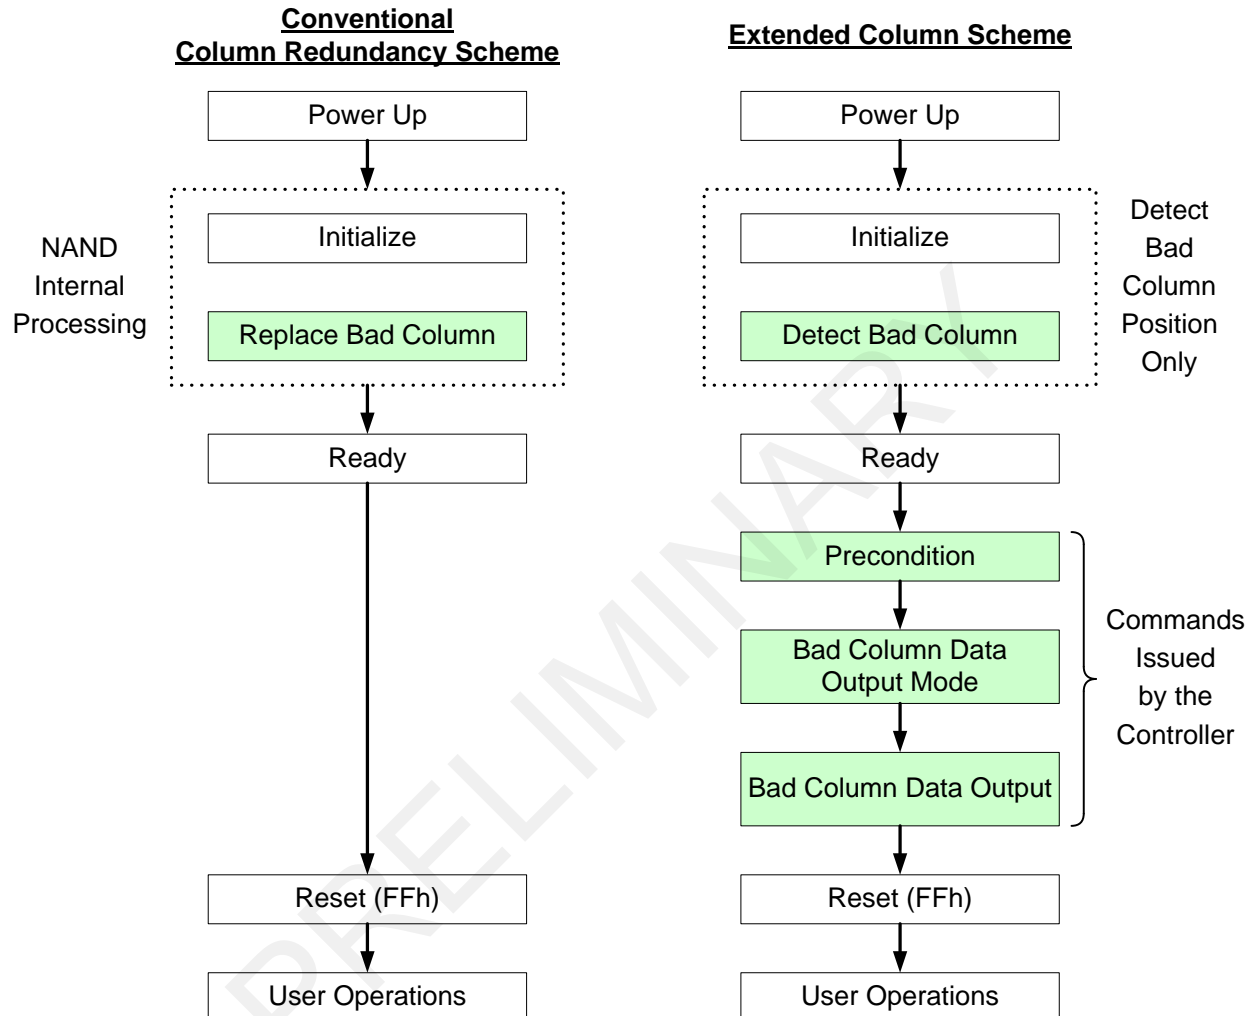 Conventional
Column Redundancy Scheme
Power Up
NAND
Internal
Processing
Initialize
Replace Bad Column
Ready
Reset (FFh)
User Operations
Extended Column Scheme
Power Up
Initialize
Detect Bad Column
Detect
Bad
Column
Position
Only
Ready
Precondition
Bad Column Data
Output Mode
Bad Column Data Output
Commands
Issued
by the
Controller
Reset (FFh)
User Operations
PRELIMINARY